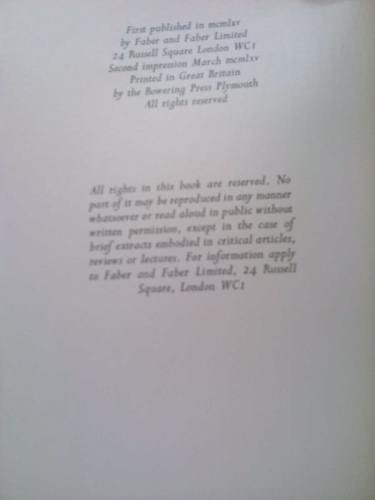 First published in mcmlxv
by Faber and Faber Limited
24 Russell Square London WC1
Second impression March mcmlxv
Printed in Great Britain
by the Bowering Press Plymouth
All rights reserved
All rights in this book are reserved. No
part of it may be reproduced in any manner
whatsoever or read aloud in public without
written permission, except in the case of
brief extracts embodied in critical articles,
reviews or lectures. For information apply
to Faber and Faber Limited, 24 Russell
Square, London WC1